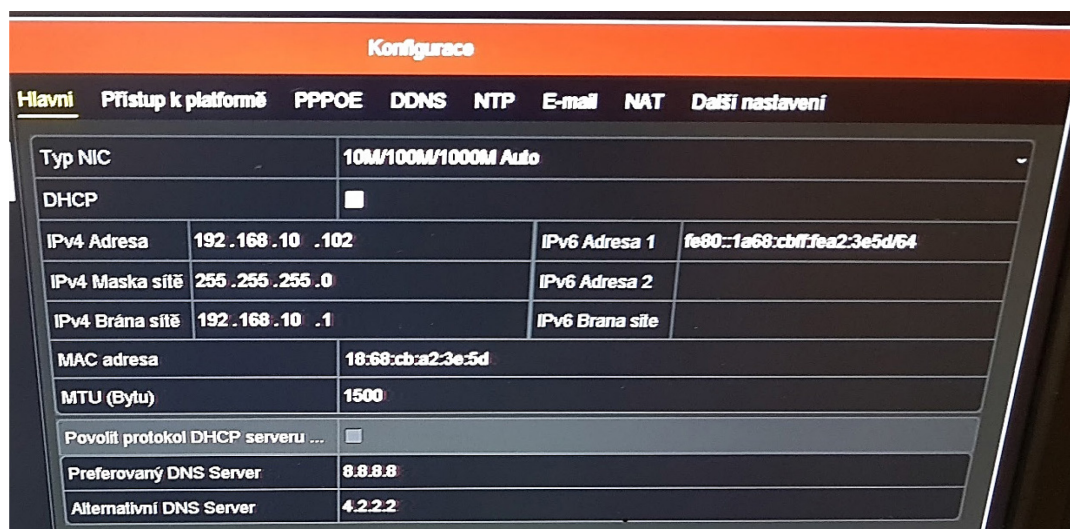 Konfigurace
Hlavní Přístup k platformě PPPOE DDNS NTP E-mail NAT Další nastavení
Typ NIC 10M/100M/1000M Auto
DHCP
IPv4 Adresa 192.168.10.102 IPv6 Adresa 1 fe80::1a68:cbff:fea2:3e5d/64
IPv4 Maska sítě 255.255.255.0 IPv6 Adresa 2
IPv4 Brána sítě 192.168.10.1 IPv6 Brana site
MAC adresa 18:68:cb:a2:3e:5d
MTU (Bytu) 1500
Povolit protokol DHCP serveru ...
Preferovaný DNS Server 8.8.8.8
Alternativní DNS Server 4.2.2.2